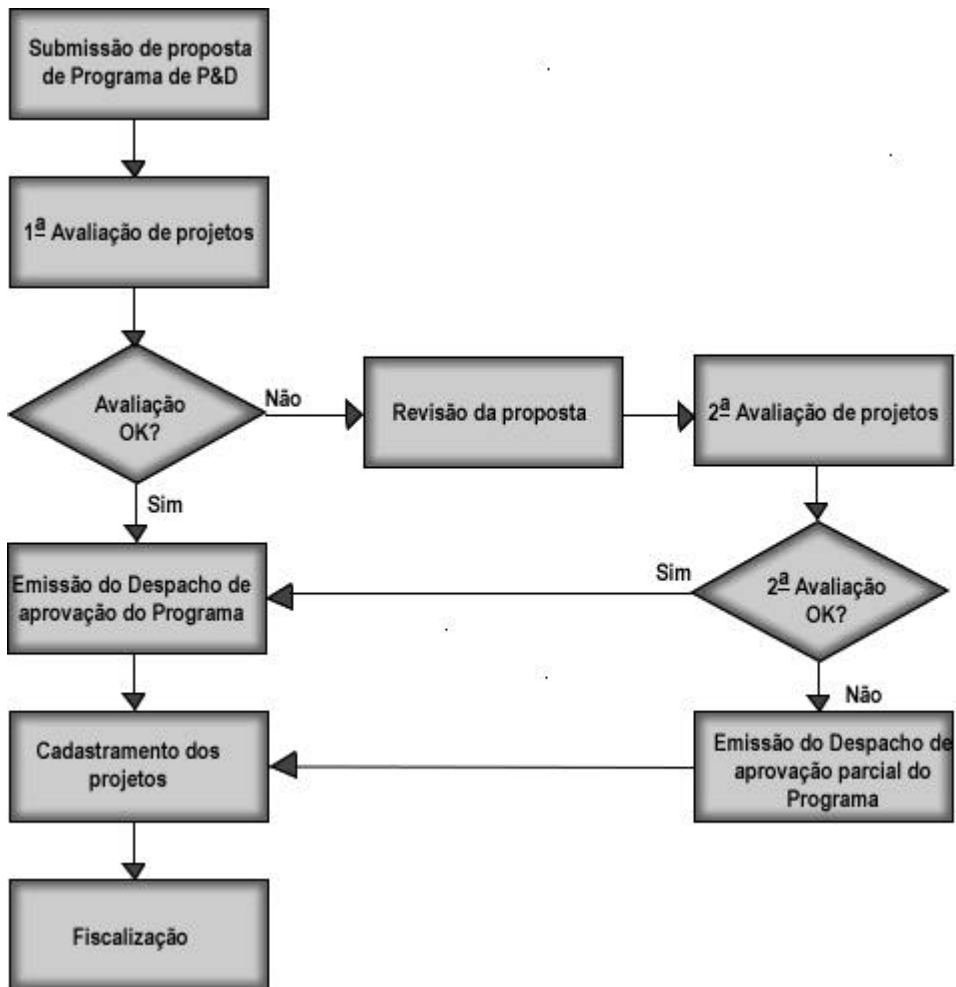 Submissão de proposta
de Programa de P&D
1ª Avaliação de projetos
Avaliação
OK?
Não
Revisão da proposta
2ª Avaliação de projetos
Sim
2ª Avaliação
OK?
Sim
Emissão do Despacho de
aprovação do Programa
Não
Emissão do Despacho de
aprovação parcial do
Programa
Cadastramento dos
projetos
Fiscalização